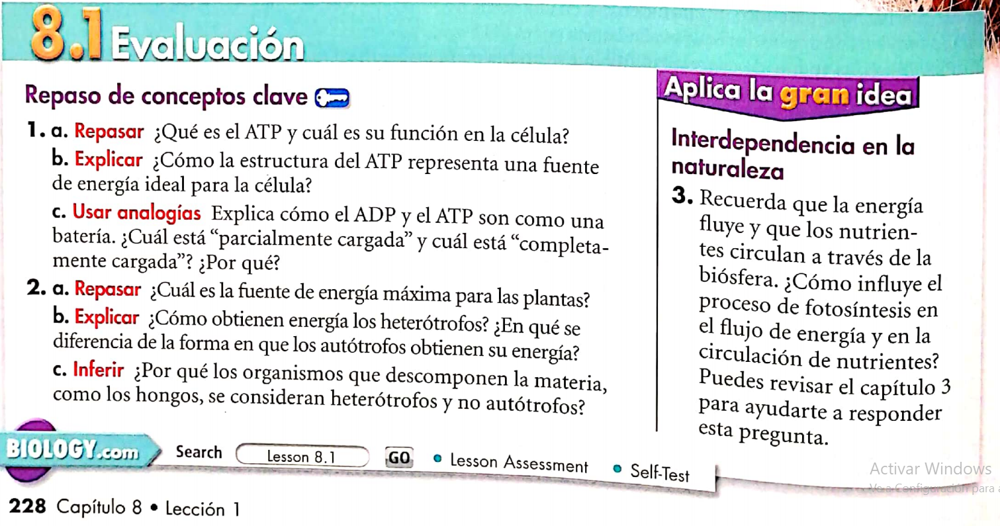 8.1 Evaluación
Repaso de conceptos clave
1. a. Repasar ¿Qué es el ATP y cuál es su función en la célula?
b. Explicar ¿Cómo la estructura del ATP representa una fuente
de energía ideal para la célula?
c. Usar analogías Explica cómo el ADP y el ATP son como una
batería. ¿Cuál está “parcialmente cargada” y cuál está “completa-
mente cargada”? ¿Por qué?
2. a. Repasar ¿Cuál es la fuente de energía máxima para las plantas?
b. Explicar ¿Cómo obtienen energía los heterótrofos? ¿En qué se
diferencia de la forma en que los autótrofos obtienen su energía?
c. Inferir ¿Por qué los organismos que descomponen la materia,
como los hongos, se consideran heterótrofos y no autótrofos?
Aplica la gran idea
Interdependencia en la
naturaleza
3. Recuerda que la energía
fluye y que los nutrien-
tes circulan a través de la
biósfera. ¿Cómo influye el
proceso de fotosíntesis en
el flujo de energía y en la
circulación de nutrientes?
Puedes revisar el capítulo 3
para ayudarte a responder
esta pregunta.
BIOLOGY.com Search Lesson 8.1 GO • Lesson Assessment • Self-Test
Activar Windows
Ve a Configuración para a
228 Capítulo 8 • Lección 1